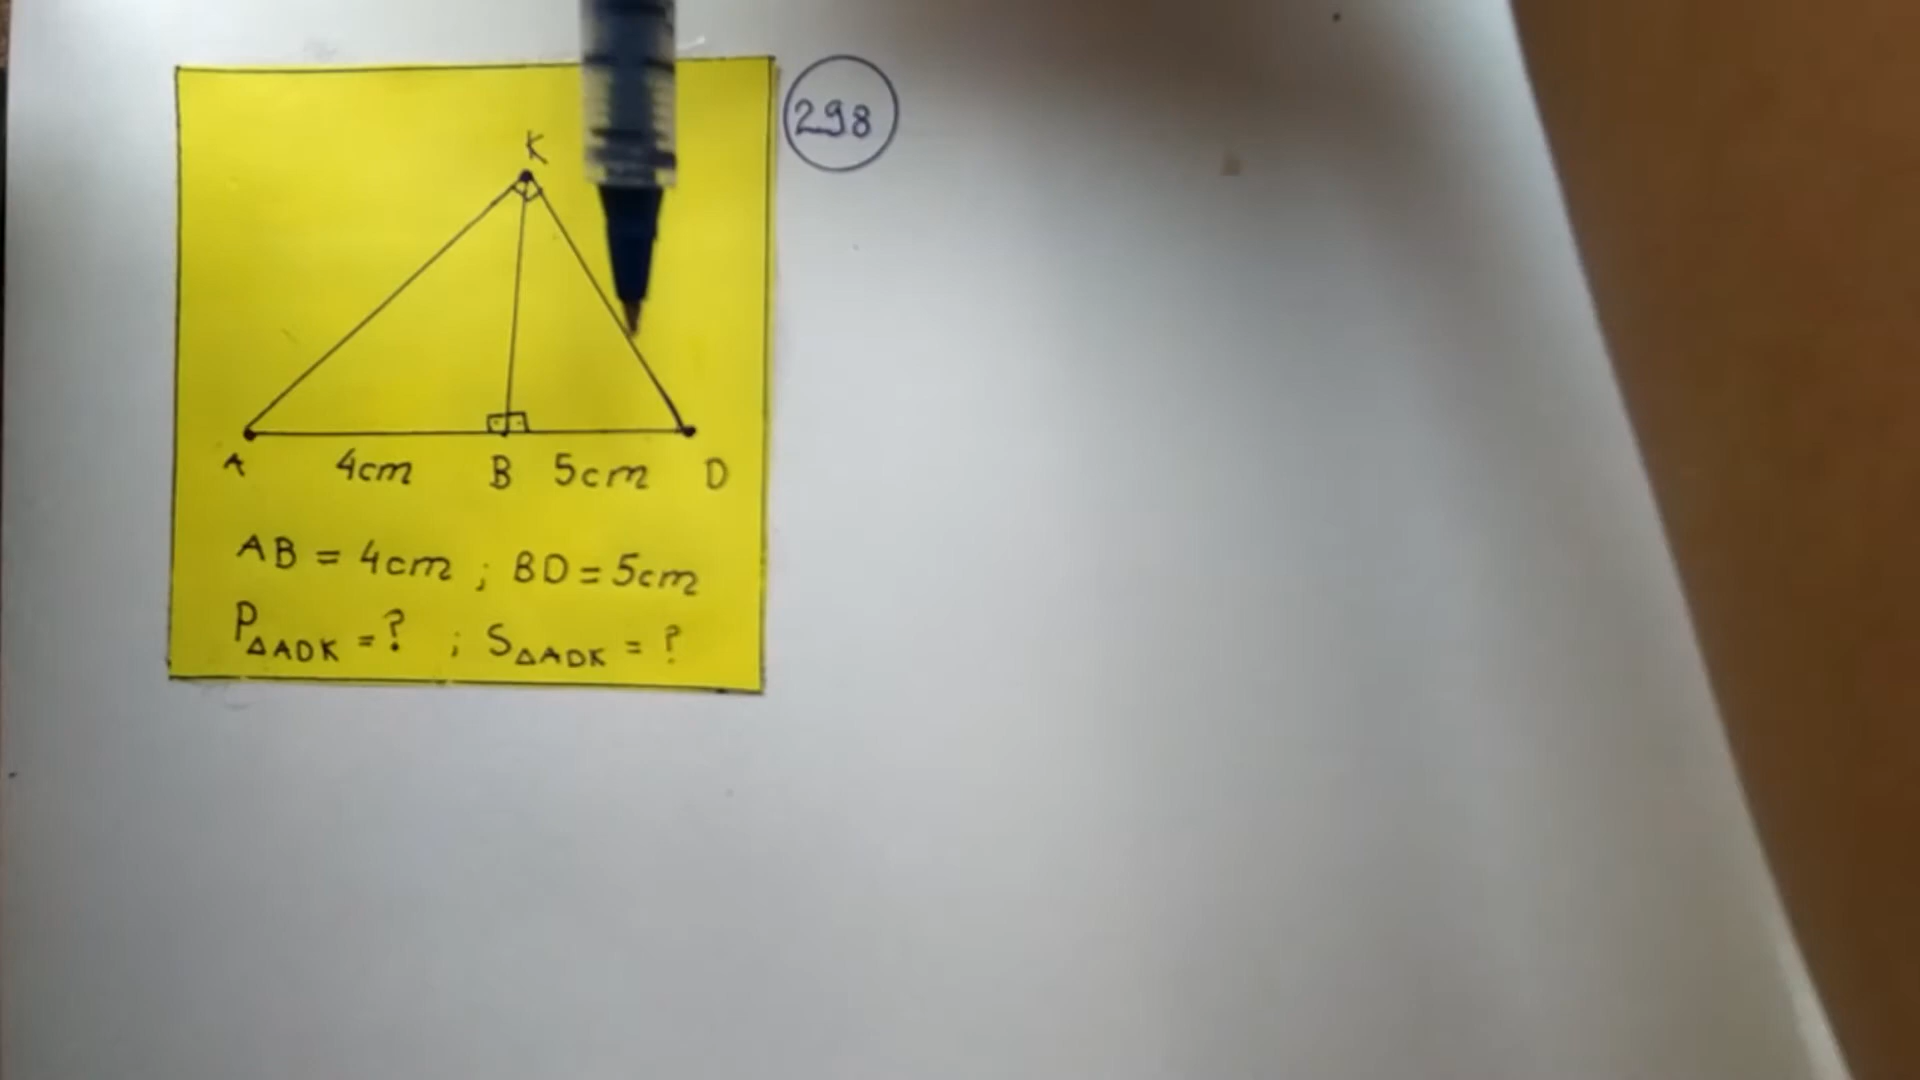 298
K
A 4cm B 5cm D
AB = 4cm ; BD = 5cm
P△ADK = ? ; S△ADK = ?